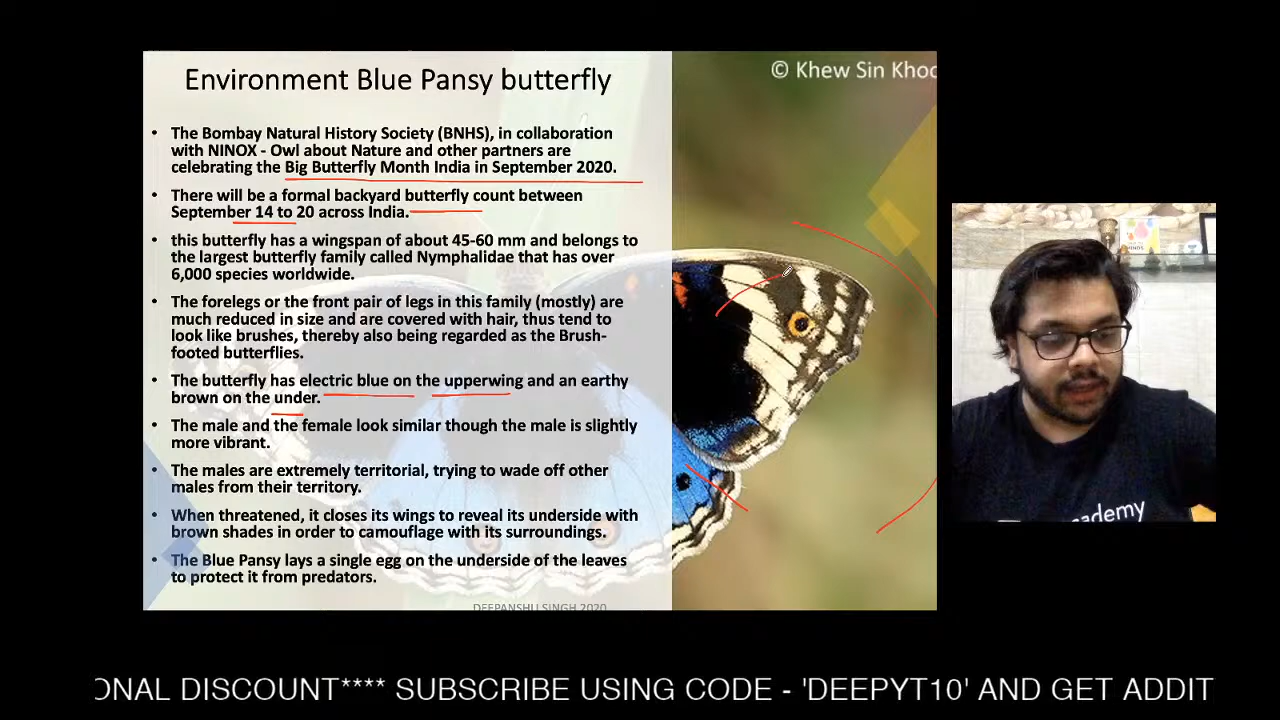 Environment Blue Pansy butterfly
© Khew Sin Khoo
• The Bombay Natural History Society (BNHS), in collaboration
with NINOX - Owl about Nature and other partners are
celebrating the Big Butterfly Month India in September 2020.
• There will be a formal backyard butterfly count between
September 14 to 20 across India.
• this butterfly has a wingspan of about 45-60 mm and belongs to
the largest butterfly family called Nymphalidae that has over
6,000 species worldwide.
• The forelegs or the front pair of legs in this family (mostly) are
much reduced in size and are covered with hair, thus tend to
look like brushes, thereby also being regarded as the Brush-
footed butterflies.
• The butterfly has electric blue on the upperwing and an earthy
brown on the under.
• The male and the female look similar though the male is slightly
more vibrant.
• The males are extremely territorial, trying to wade off other
males from their territory.
• When threatened, it closes its wings to reveal its underside with
brown shades in order to camouflage with its surroundings.
• The Blue Pansy lays a single egg on the underside of the leaves
to protect it from predators.
DEEPANSHU SINGH 2020
ademy
ONAL DISCOUNT**** SUBSCRIBE USING CODE - 'DEEPYT10' AND GET ADDIT